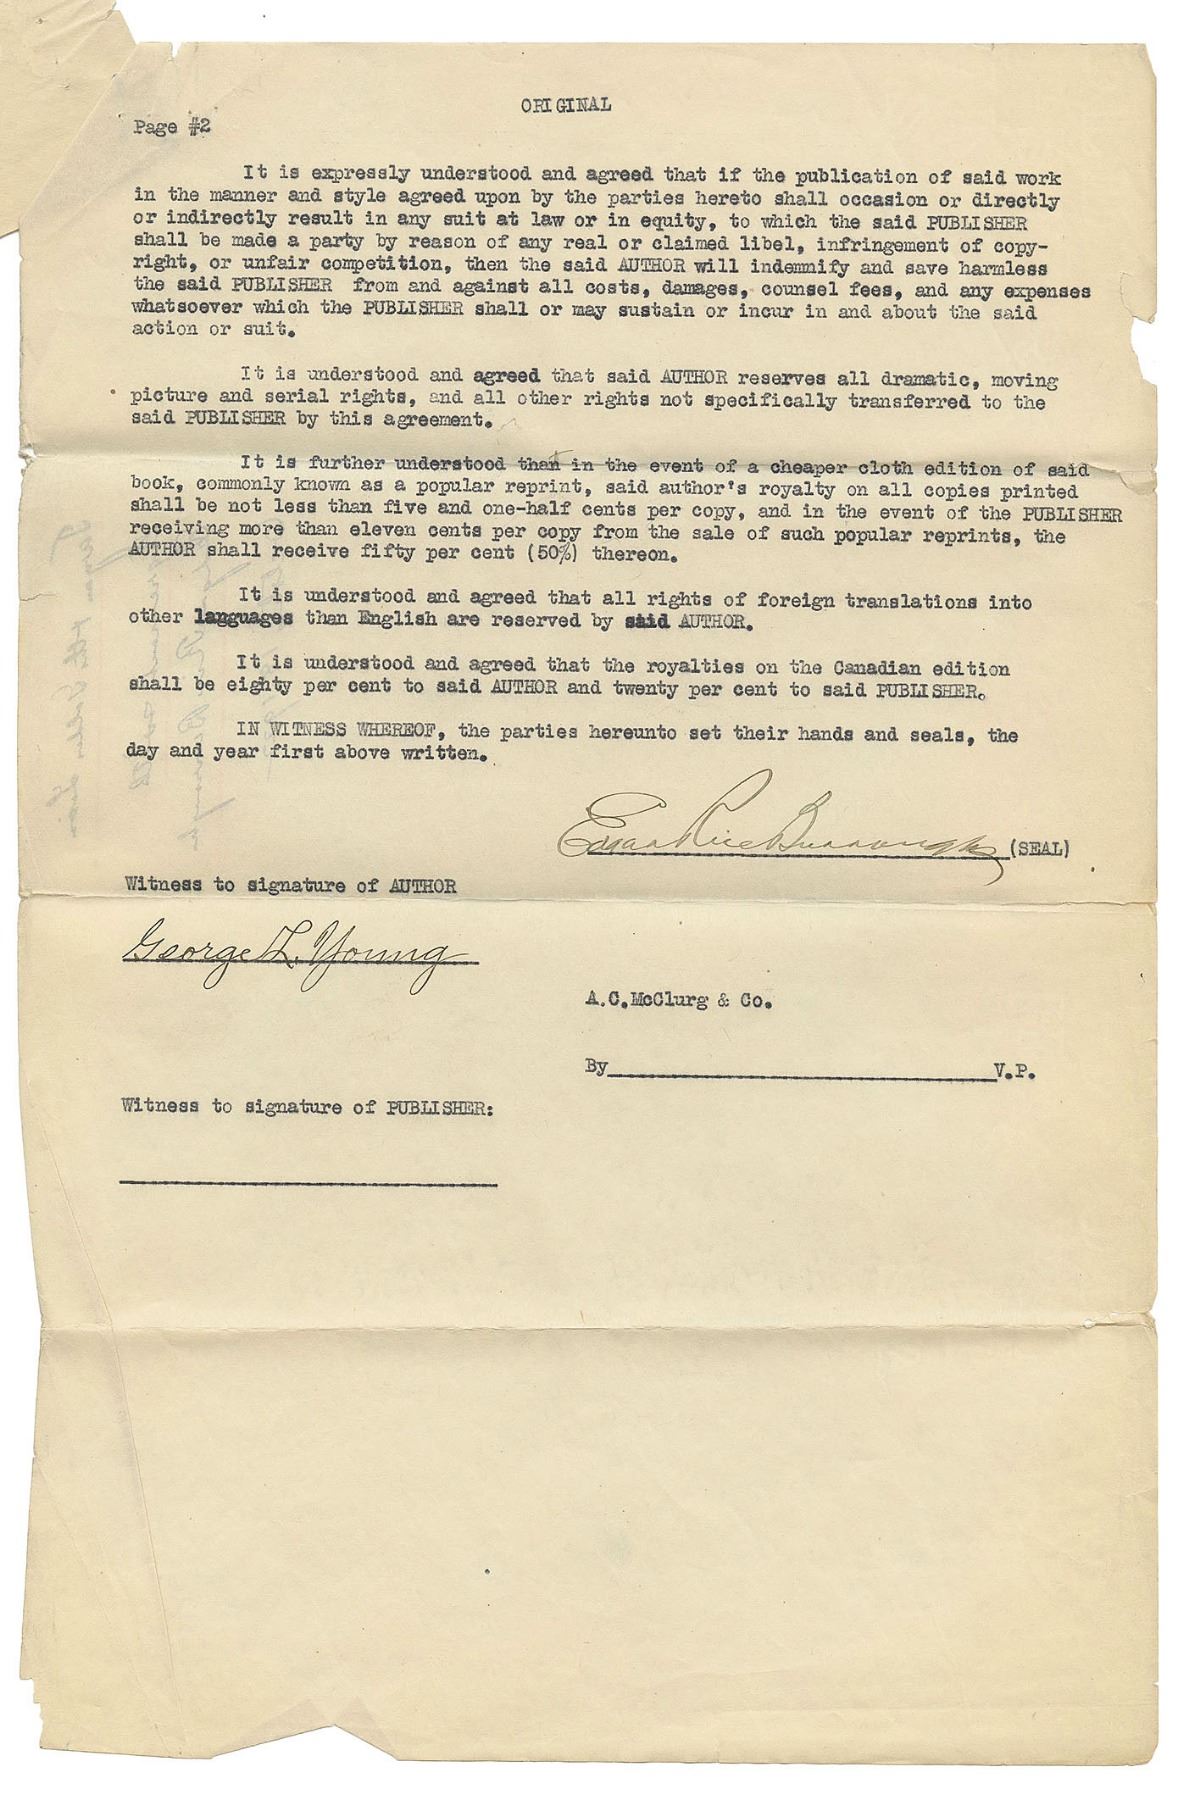 ORIGINAL
Page #2
It is expressly understood and agreed that if the publication of said work
in the manner and style agreed upon by the parties hereto shall occasion or directly
or indirectly result in any suit at law or in equity, to which the said PUBLISHER
shall be made a party by reason of any real or claimed libel, infringement of copy-
right, or unfair competition, then the said AUTHOR will indemnify and save harmless
the said PUBLISHER from and against all costs, damages, counsel fees, and any expenses
whatsoever which the PUBLISHER shall or may sustain or incur in and about the said
action or suit.
It is understood and agreed that said AUTHOR reserves all dramatic, moving
picture and serial rights, and all other rights not specifically transferred to the
said PUBLISHER by this agreement.
It is further understood that in the event of a cheaper cloth edition of said
book, commonly known as a popular reprint, said author's royalty on all copies printed
shall be not less than five and one-half cents per copy, and in the event of the PUBLISHER
receiving more than eleven cents per copy from the sale of such popular reprints, the
AUTHOR shall receive fifty per cent (50%) thereon.
It is understood and agreed that all rights of foreign translations into
other languages than English are reserved by said AUTHOR.
It is understood and agreed that the royalties on the Canadian edition
shall be eighty per cent to said AUTHOR and twenty per cent to said PUBLISHER.
IN WITNESS WHEREOF, the parties hereunto set their hands and seals, the
day and year first above written.
Edgar Rice Burroughs (SEAL)
Witness to signature of AUTHOR
George L. Young
A.C.McClurg & Co.
By V.P.
Witness to signature of PUBLISHER: